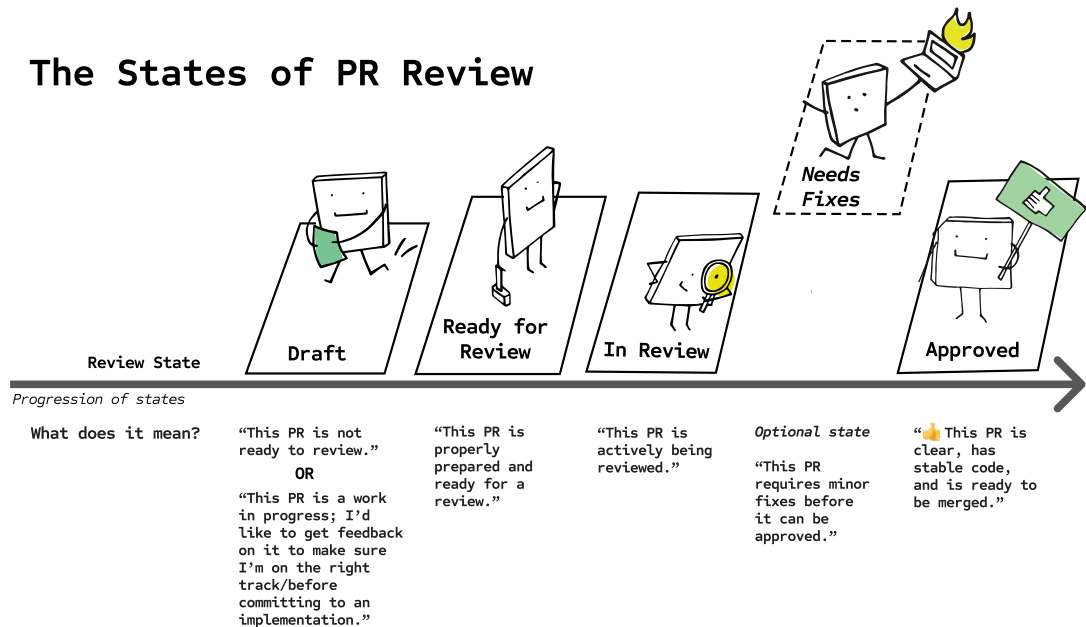 The States of PR Review
Needs
Fixes
Draft
Ready for
Review
In Review
Approved
Review State
Progression of states
What does it mean?
“This PR is not
ready to review.”
OR
“This PR is a work
in progress; I’d
like to get feedback
on it to make sure
I’m on the right
track/before
committing to an
implementation.”
“This PR is
properly
prepared and
ready for a
review.”
“This PR is
actively being
reviewed.”
Optional state
“This PR
requires minor
fixes before
it can be
approved.”
“👍 This PR is
clear, has
stable code,
and is ready to
be merged.”